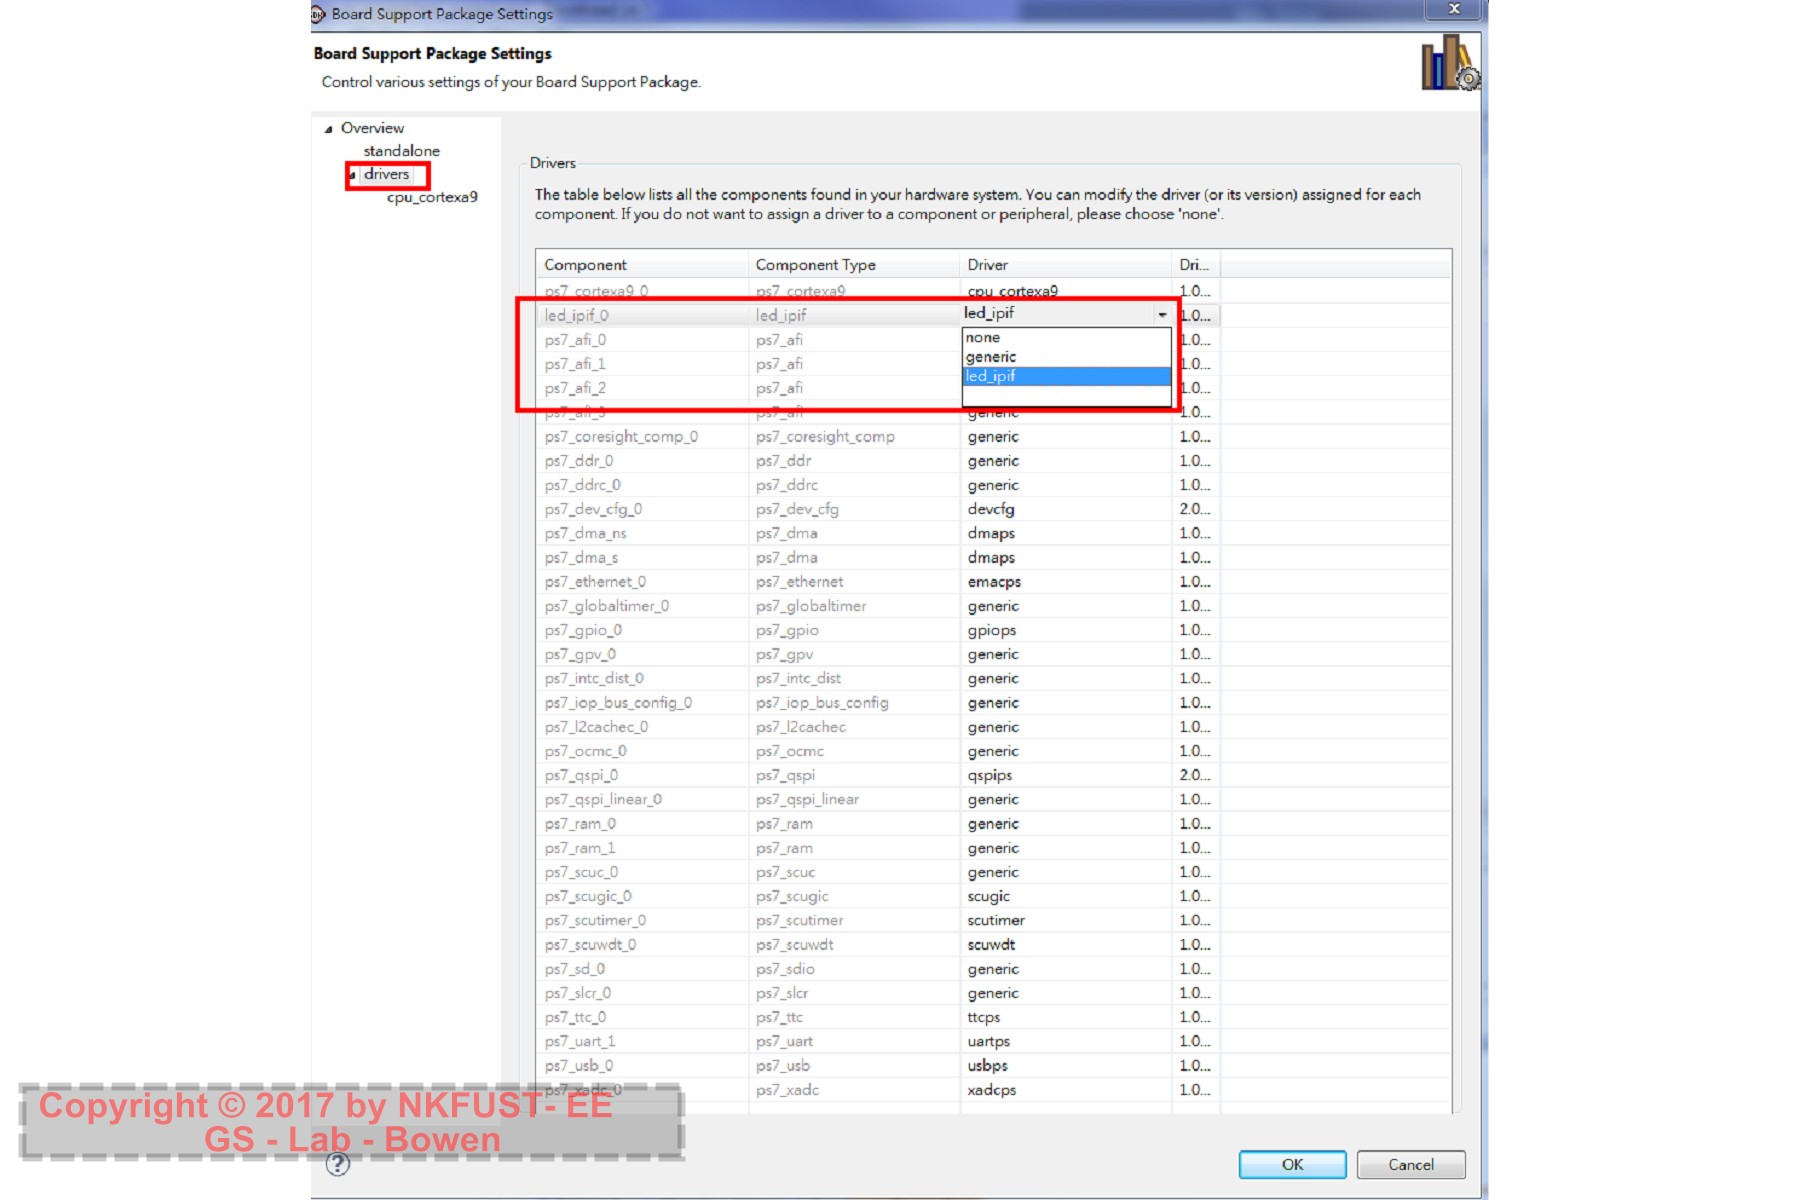 Board Support Package Settings
Board Support Package Settings
Control various settings of your Board Support Package.
Overview
standalone
drivers
cpu_cortexa9
Drivers
The table below lists all the components found in your hardware system. You can modify the driver (or its version) assigned for each
component. If you do not want to assign a driver to a component or peripheral, please choose 'none'.
Component Component Type Driver Dri...
ps7_cortexa9_0 ps7_cortexa9 cpu_cortexa9 1.0...
led_ipif_0 led_ipif led_ipif 1.0...
ps7_afi_0 ps7_afi none 1.0...
ps7_afi_1 ps7_afi generic 1.0...
ps7_afi_2 ps7_afi led_ipif 1.0...
ps7_afi_3 ps7_afi generic 1.0...
ps7_coresight_comp_0 ps7_coresight_comp generic 1.0...
ps7_ddr_0 ps7_ddr generic 1.0...
ps7_ddrc_0 ps7_ddrc generic 1.0...
ps7_dev_cfg_0 ps7_dev_cfg devcfg 2.0...
ps7_dma_ns ps7_dma dmaps 1.0...
ps7_dma_s ps7_dma dmaps 1.0...
ps7_ethernet_0 ps7_ethernet emacps 1.0...
ps7_globaltimer_0 ps7_globaltimer generic 1.0...
ps7_gpio_0 ps7_gpio gpiops 1.0...
ps7_gpv_0 ps7_gpv generic 1.0...
ps7_intc_dist_0 ps7_intc_dist generic 1.0...
ps7_iop_bus_config_0 ps7_iop_bus_config generic 1.0...
ps7_l2cachec_0 ps7_l2cachec generic 1.0...
ps7_ocmc_0 ps7_ocmc generic 1.0...
ps7_qspi_0 ps7_qspi qspips 2.0...
ps7_qspi_linear_0 ps7_qspi_linear generic 1.0...
ps7_ram_0 ps7_ram generic 1.0...
ps7_ram_1 ps7_ram generic 1.0...
ps7_scuc_0 ps7_scuc generic 1.0...
ps7_scugic_0 ps7_scugic scugic 1.0...
ps7_scutimer_0 ps7_scutimer scutimer 1.0...
ps7_scuwdt_0 ps7_scuwdt scuwdt 1.0...
ps7_sd_0 ps7_sdio generic 1.0...
ps7_slcr_0 ps7_slcr generic 1.0...
ps7_ttc_0 ps7_ttc ttcps 1.0...
ps7_uart_1 ps7_uart uartps 1.0...
ps7_usb_0 ps7_usb usbps 1.0...
ps7_xadc_0 ps7_xadc xadcps 1.0...
Copyright © 2017 by NKFUST- EE
GS - Lab - Bowen
OK Cancel